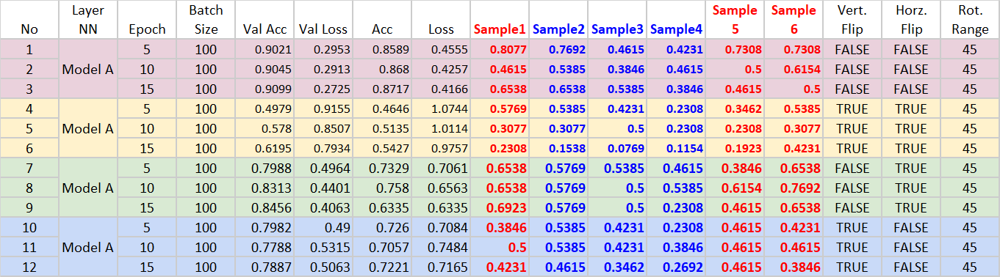 No Layer NN Epoch Batch Size Val Acc Val Loss Acc Loss Sample1 Sample2 Sample3 Sample4 Sample 5 Sample 6 Vert. Flip Horz. Flip Rot. Range
1 5 100 0.9021 0.2953 0.8589 0.4555 0.8077 0.7692 0.4615 0.4231 0.7308 0.7308 FALSE FALSE 45
2 Model A 10 100 0.9045 0.2913 0.868 0.4257 0.4615 0.5385 0.3846 0.4615 0.5 0.6154 FALSE FALSE 45
3 15 100 0.9099 0.2725 0.8717 0.4166 0.6538 0.6538 0.5385 0.3846 0.4615 0.5 FALSE FALSE 45
4 5 100 0.4979 0.9155 0.4646 1.0744 0.5769 0.5385 0.4231 0.2308 0.3462 0.5385 TRUE TRUE 45
5 Model A 10 100 0.578 0.8507 0.5135 1.0114 0.3077 0.3077 0.5 0.2308 0.2308 0.3077 TRUE TRUE 45
6 15 100 0.6195 0.7934 0.5427 0.9757 0.2308 0.1538 0.0769 0.1154 0.1923 0.4231 TRUE TRUE 45
7 5 100 0.7988 0.4964 0.7329 0.7061 0.6538 0.5769 0.5385 0.4615 0.3846 0.6538 FALSE TRUE 45
8 Model A 10 100 0.8313 0.4401 0.758 0.6563 0.6538 0.5769 0.5 0.5385 0.6154 0.7692 FALSE TRUE 45
9 15 100 0.8456 0.4063 0.6335 0.6335 0.6923 0.5769 0.5 0.2308 0.4615 0.6538 FALSE TRUE 45
10 5 100 0.7982 0.49 0.726 0.7084 0.3846 0.5385 0.4231 0.2308 0.4615 0.4231 TRUE FALSE 45
11 Model A 10 100 0.7788 0.5315 0.7057 0.7484 0.5 0.5385 0.4231 0.3846 0.4615 0.4615 TRUE FALSE 45
12 15 100 0.7887 0.5063 0.7221 0.7165 0.4231 0.4615 0.3462 0.2692 0.4615 0.3846 TRUE FALSE 45